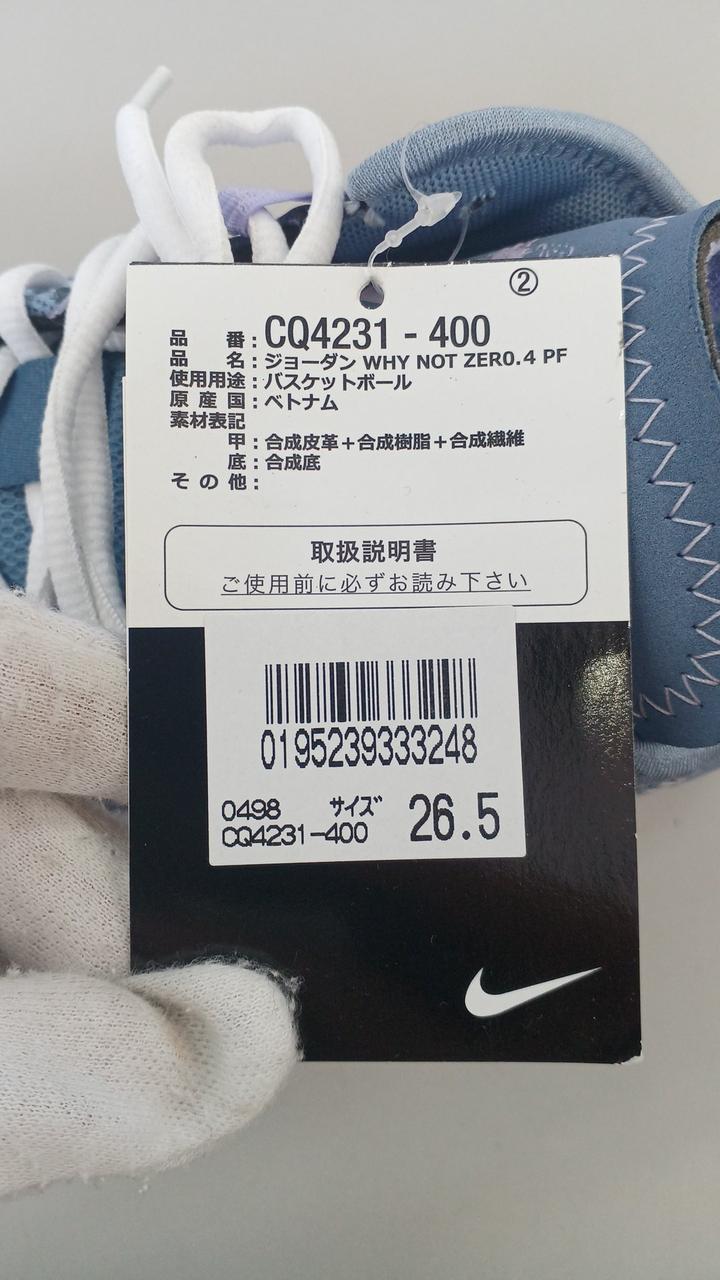 ②
品番:CQ4231 - 400
品名:ジョーダン WHY NOT ZER0.4 PF
使用用途:バスケットボール
原産国:ベトナム
素材表記
甲:合成皮革+合成樹脂+合成繊維
底:合成底
その他:
取扱説明書
ご使用前に必ずお読み下さい
0195239333248
0498 サイズ
CQ4231-400 26.5